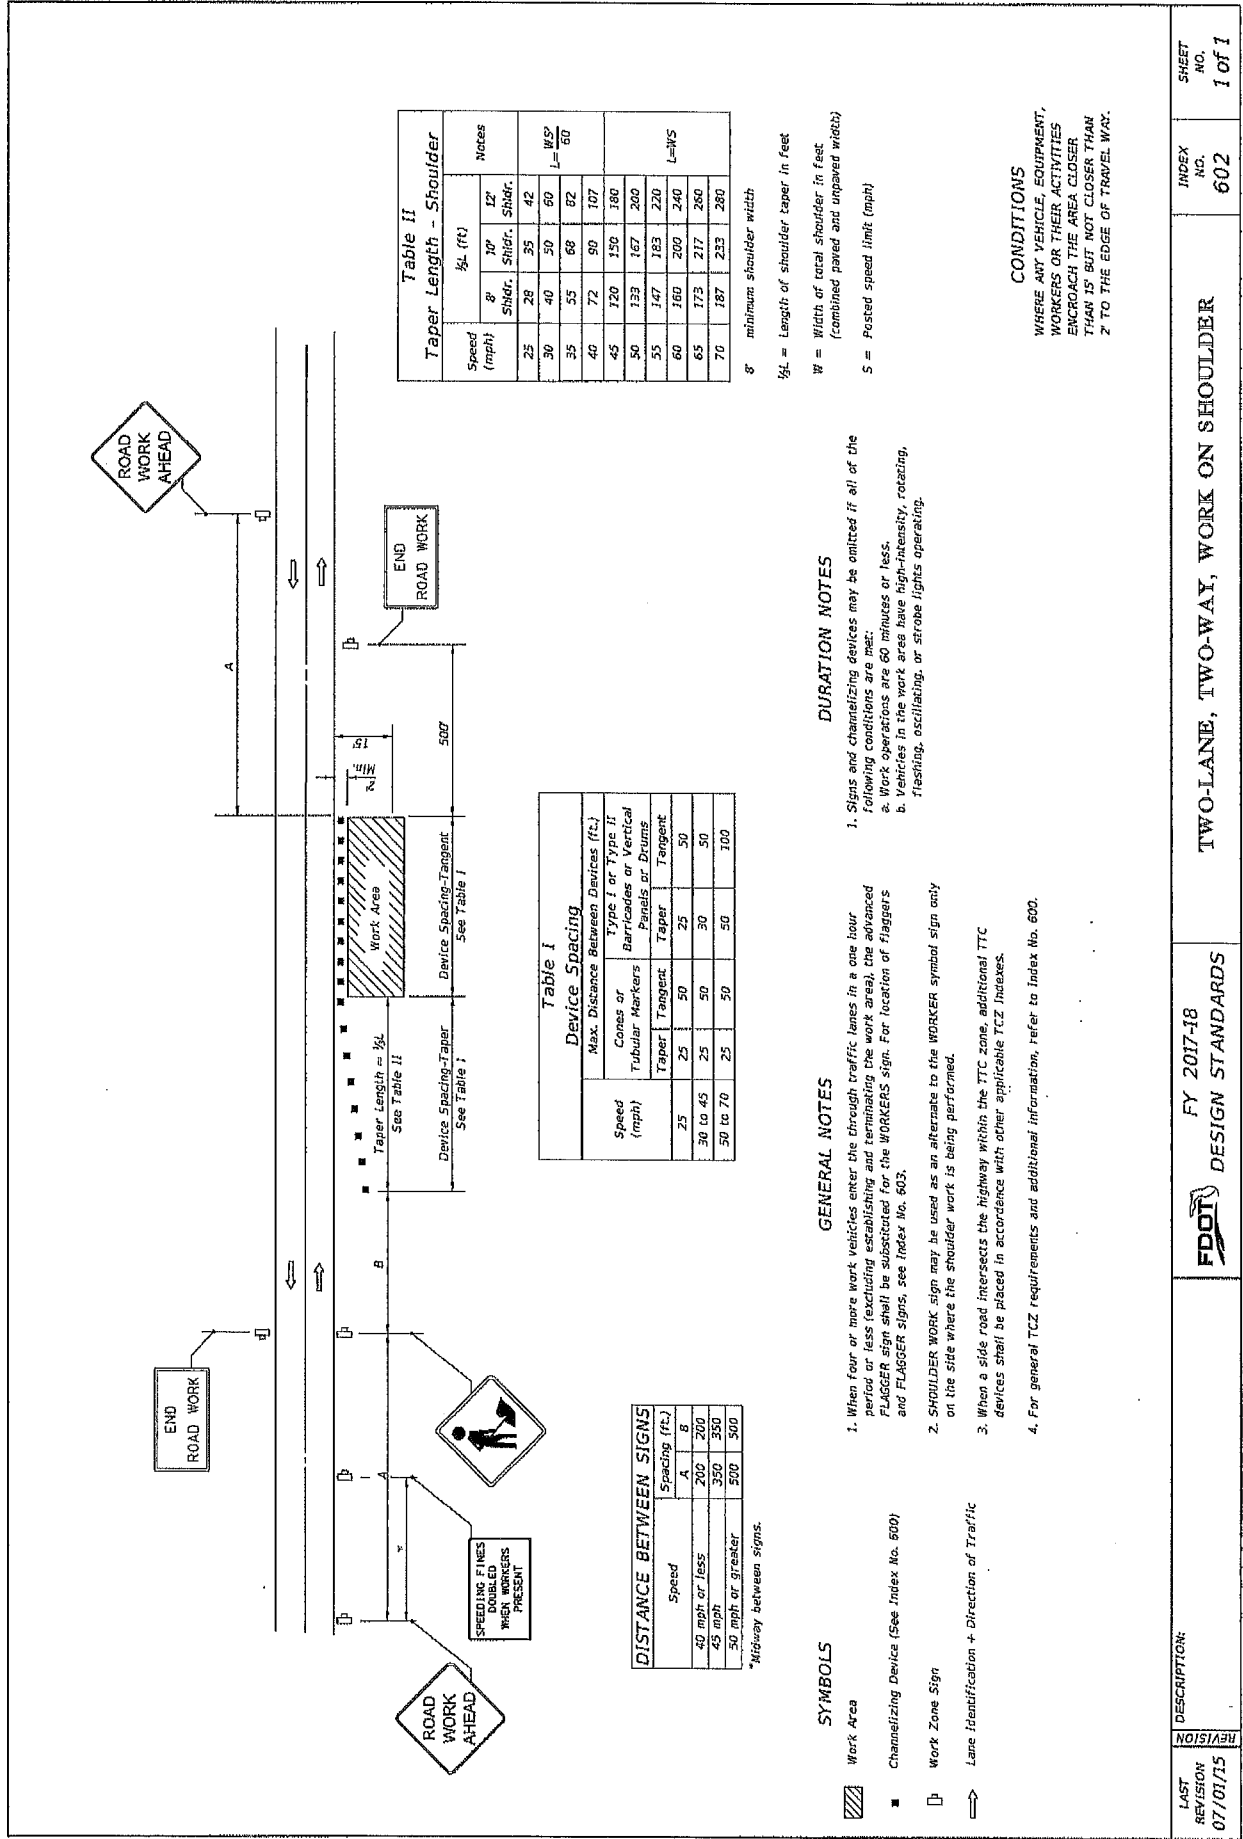 ROAD
WORK
AHEAD
SPEEDING FINES
DOUBLED
WHEN WORKERS
PRESENT
*
A
END
ROAD WORK
B
Taper Length = ⅓L
See Table II
Device Spacing-Taper
See Table I
Work Area
Device Spacing-Tangent
See Table I
2'
Min.
15'
500'
A
END
ROAD WORK
ROAD
WORK
AHEAD
DISTANCE BETWEEN SIGNS
Speed
Spacing (ft.)
A B
40 mph or less 200 200
45 mph 350 350
50 mph or greater 500 500
*Midway between signs.
Table I
Device Spacing
Speed
(mph)
Max. Distance Between Devices (ft.)
Cones or
Tubular Markers
Type I or Type II
Barricades or Vertical
Panels or Drums
Taper Tangent Taper Tangent
25 25 50 25 50
30 to 45 25 50 30 50
50 to 70 25 50 50 100
Table II
Taper Length - Shoulder
Speed
(mph)
⅓L (ft)
Notes
8'
Shldr.
10'
Shldr.
12'
Shldr.
25 28 35 42
30 40 50 60
35 55 68 82
40 72 90 107
L= WS²
60
45 120 150 180
50 133 167 200
55 147 183 220
60 160 200 240
65 173 217 260
70 187 233 280
L=WS
8' minimum shoulder width
⅓L = Length of shoulder taper in feet
W = Width of total shoulder in feet
(combined paved and unpaved width)
S = Posted speed limit (mph)
SYMBOLS
Work Area
Channelizing Device (See Index No. 600)
Work Zone Sign
Lane Identification + Direction of Traffic
GENERAL NOTES
1. When four or more work vehicles enter the through traffic lanes in a one hour
period or less (excluding establishing and terminating the work area), the advanced
FLAGGER sign shall be substituted for the WORKERS sign. For location of flaggers
and FLAGGER signs, see Index No. 603.
2. SHOULDER WORK sign may be used as an alternate to the WORKER symbol sign only
on the side where the shoulder work is being performed.
3. When a side road intersects the highway within the TTC zone, additional TTC
devices shall be placed in accordance with other applicable TCZ Indexes.
4. For general TCZ requirements and additional information, refer to Index No. 600.
DURATION NOTES
1. Signs and channelizing devices may be omitted if all of the
following conditions are met:
a. Work operations are 60 minutes or less.
b. Vehicles in the work area have high-intensity, rotating,
flashing, oscillating, or strobe lights operating.
CONDITIONS
WHERE ANY VEHICLE, EQUIPMENT,
WORKERS OR THEIR ACTIVITIES
ENCROACH THE AREA CLOSER
THAN 15' BUT NOT CLOSER THAN
2' TO THE EDGE OF TRAVEL WAY.
LAST
REVISION
07/01/15
REVISION
DESCRIPTION:
FDOT
FY 2017-18
DESIGN STANDARDS
TWO-LANE, TWO-WAY, WORK ON SHOULDER
INDEX
NO.
602
SHEET
NO.
1 of 1